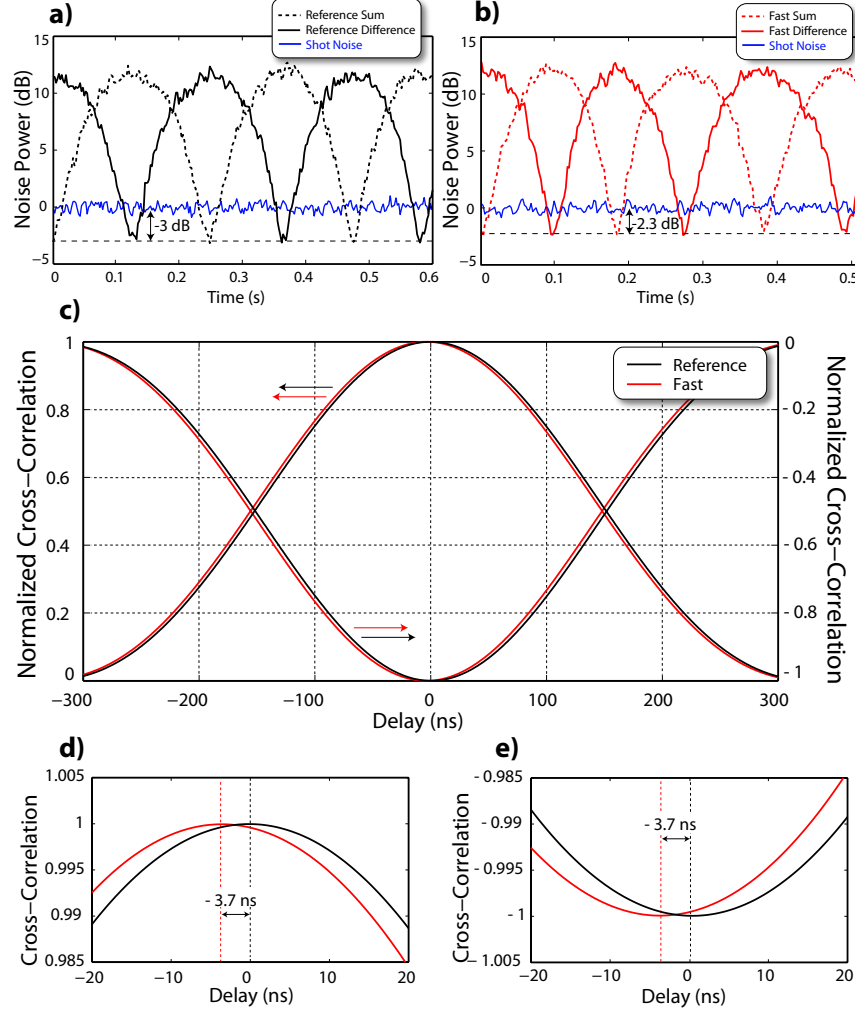 a)
Reference Sum
Reference Difference
Shot Noise
Noise Power (dB)
15
10
5
0
−5
-3 dB
0
0.1
0.2
0.3
0.4
0.5
0.6
Time (s)
b)
Fast Sum
Fast Difference
Shot Noise
Noise Power (dB)
15
10
5
0
−5
-2.3 dB
0
0.1
0.2
0.3
0.4
0.5
Time (s)
c)
Reference
Fast
Normalized Cross−Correlation
1
0.8
0.6
0.4
0.2
0
Normalized Cross−Correlation
0
- 0.2
- 0.4
- 0.6
- 0.8
- 1
−300
−200
−100
0
100
200
300
Delay (ns)
d)
Cross−Correlation
1.005
1
0.995
0.99
0.985
- 3.7 ns
−20
−10
0
10
20
Delay (ns)
e)
Cross−Correlation
- 0.985
- 0.99
- 0.995
- 1
- 1.005
- 3.7 ns
−20
−10
0
10
20
Delay (ns)